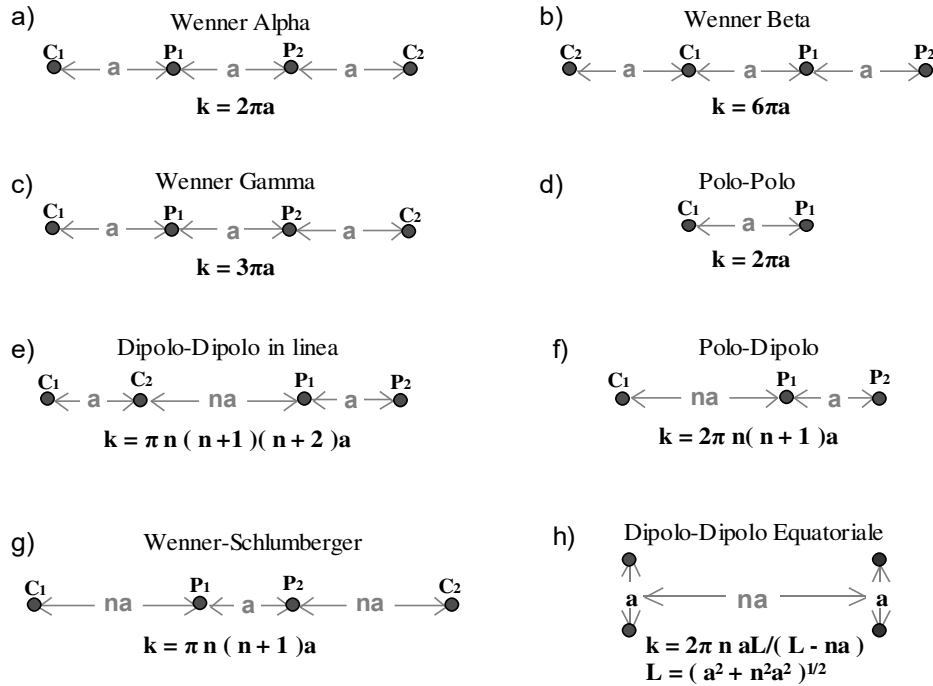 a)
Wenner Alpha
C₁ a P₁ a P₂ a C₂
k = 2πa
b)
Wenner Beta
C₂ a C₁ a P₁ a P₂
k = 6πa
c)
Wenner Gamma
C₁ a P₁ a P₂ a C₂
k = 3πa
d)
Polo-Polo
C₁ a P₁
k = 2πa
e)
Dipolo-Dipolo in linea
C₁ a C₂ na P₁ a P₂
k = π n ( n +1 )( n + 2 )a
f)
Polo-Dipolo
C₁ na P₁ a P₂
k = 2π n( n + 1 )a
g)
Wenner-Schlumberger
C₁ na P₁ a P₂ na C₂
k = π n ( n + 1 )a
h)
Dipolo-Dipolo Equatoriale
a na a
k = 2π n aL/( L - na )
L = ( a² + n²a² )¹/²